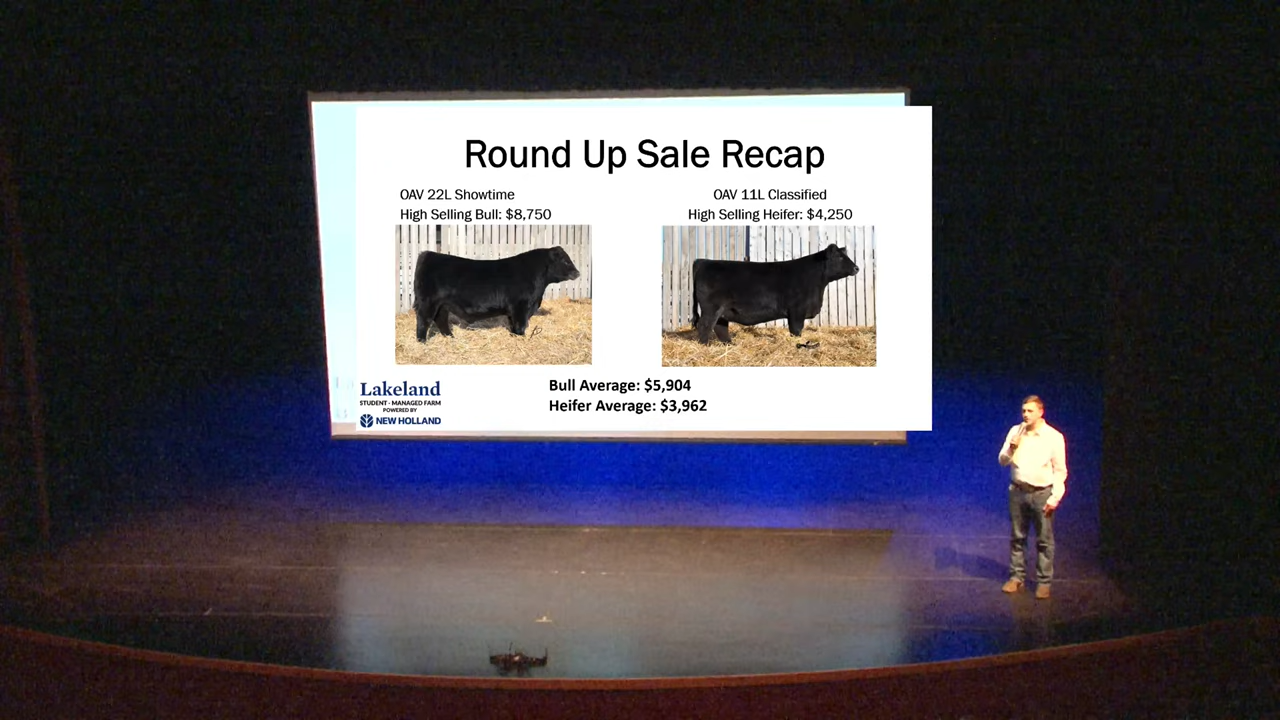 Round Up Sale Recap
OAV 22L Showtime
High Selling Bull: $8,750
OAV 11L Classified
High Selling Heifer: $4,250
Bull Average: $5,904
Heifer Average: $3,962
Lakeland
STUDENT - MANAGED FARM
POWERED BY
NEW HOLLAND